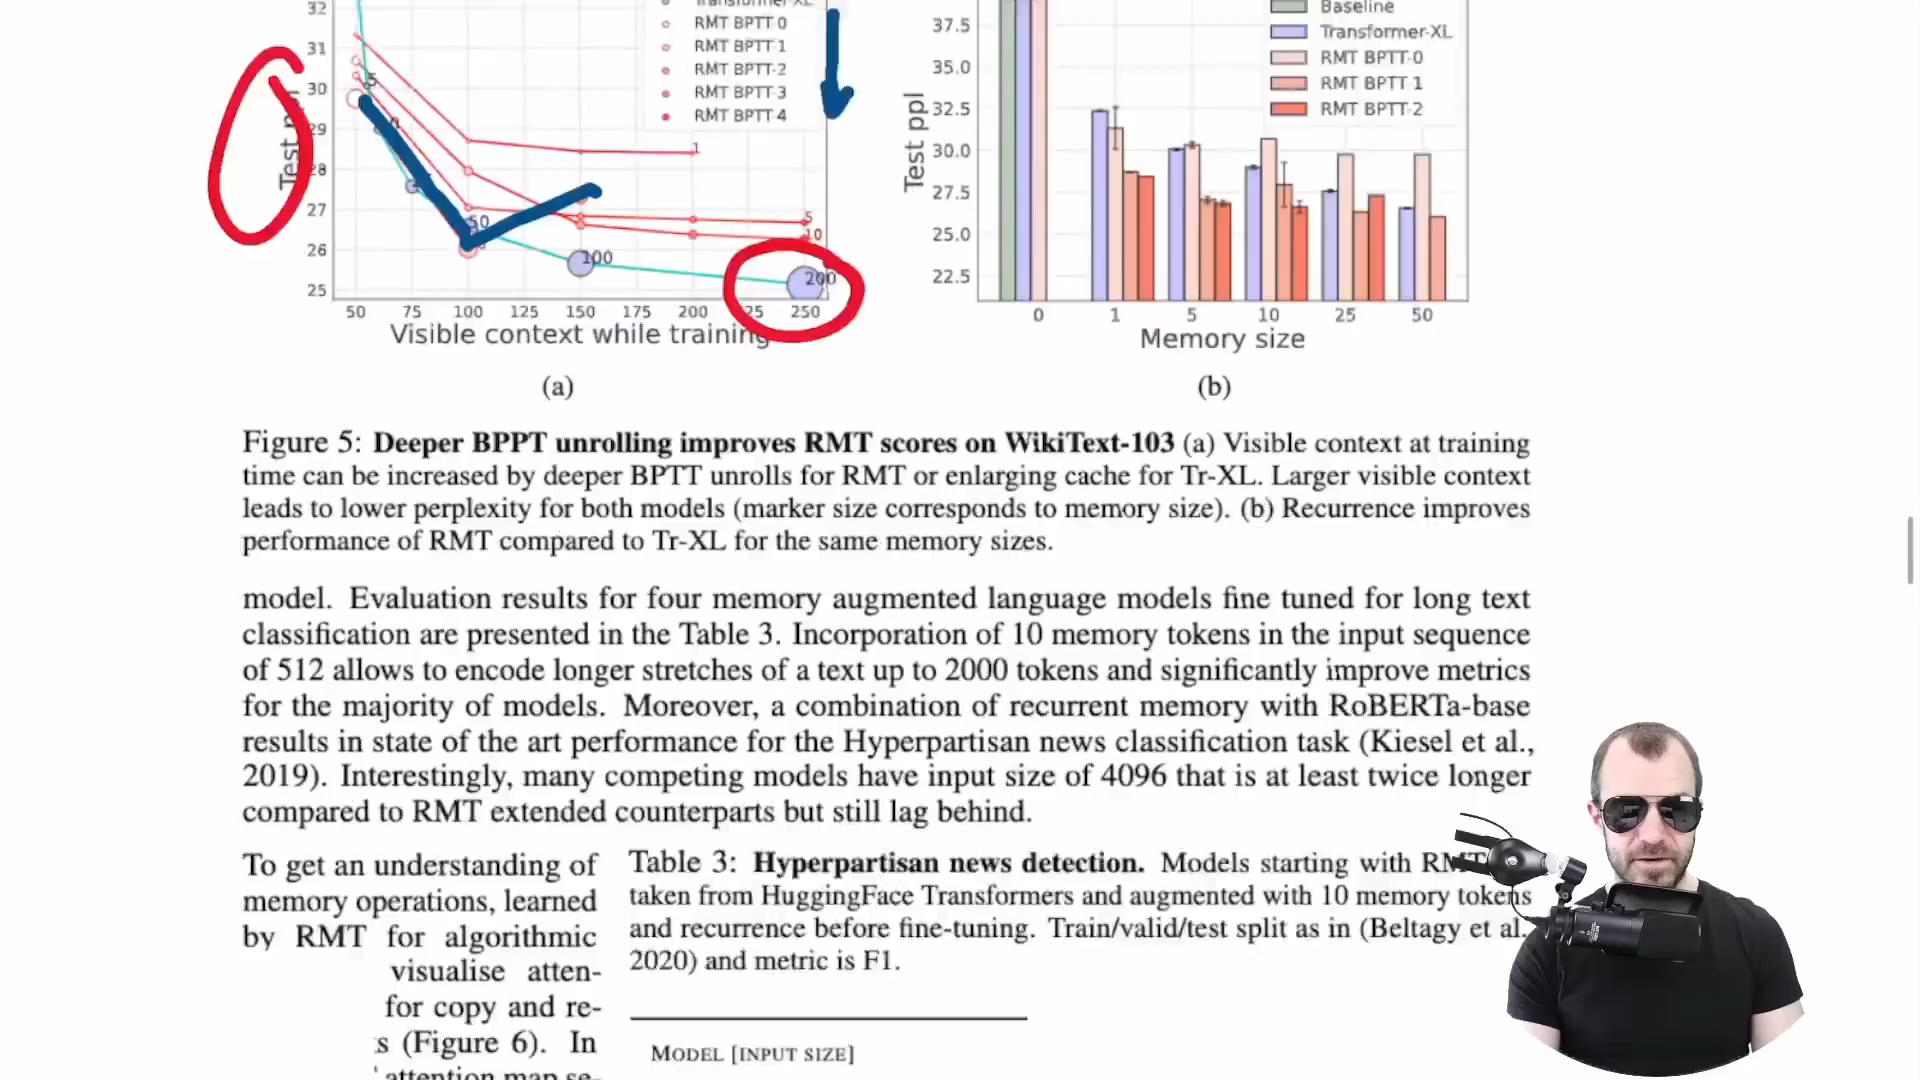 32
31
30
29
28
27
26
25
Test ppl
50
75
100
150
175
200
25
250
Visible context while training
Transformer-XL
RMT BPTT-0
RMT BPTT-1
RMT BPTT-2
RMT BPTT-3
RMT BPTT-4
5
1
50
5
10
100
200
(a)
37.5
35.0
32.5
30.0
27.5
25.0
22.5
Test ppl
Baseline
Transformer-XL
RMT BPTT-0
RMT BPTT-1
RMT BPTT-2
0
1
5
10
25
50
Memory size
(b)
Figure 5: Deeper BPPT unrolling improves RMT scores on WikiText-103 (a) Visible context at training
time can be increased by deeper BPTT unrolls for RMT or enlarging cache for Tr-XL. Larger visible context
leads to lower perplexity for both models (marker size corresponds to memory size). (b) Recurrence improves
performance of RMT compared to Tr-XL for the same memory sizes.
model. Evaluation results for four memory augmented language models fine tuned for long text
classification are presented in the Table 3. Incorporation of 10 memory tokens in the input sequence
of 512 allows to encode longer stretches of a text up to 2000 tokens and significantly improve metrics
for the majority of models. Moreover, a combination of recurrent memory with RoBERTa-base
results in state of the art performance for the Hyperpartisan news classification task (Kiesel et al.,
2019). Interestingly, many competing models have input size of 4096 that is at least twice longer
compared to RMT extended counterparts but still lag behind.
To get an understanding of
memory operations, learned
by RMT for algorithmic
visualise atten-
for copy and re-
s (Figure 6). In
attention map se-
Table 3: Hyperpartisan news detection. Models starting with RMT
taken from HuggingFace Transformers and augmented with 10 memory tokens
and recurrence before fine-tuning. Train/valid/test split as in (Beltagy et al.
2020) and metric is F1.
MODEL [INPUT SIZE]